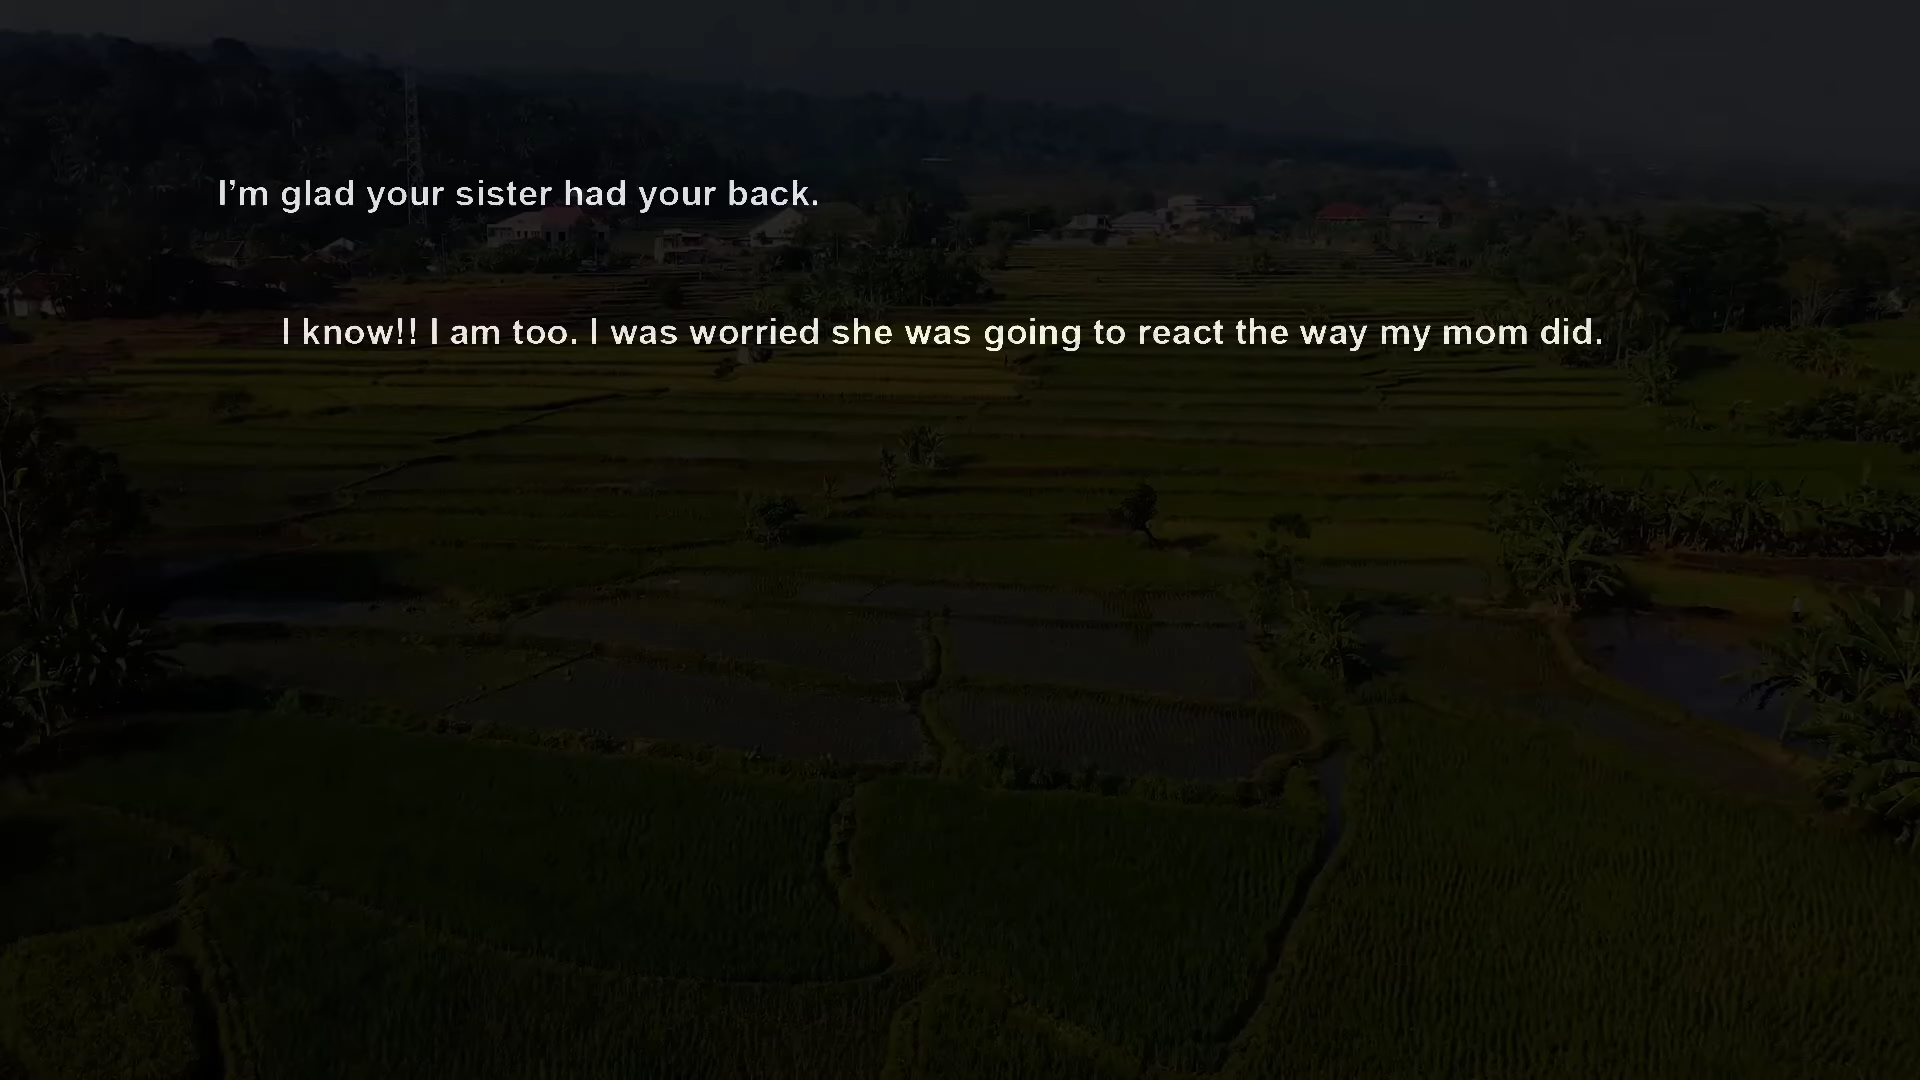 I’m glad your sister had your back.
I know!! I am too. I was worried she was going to react the way my mom did.